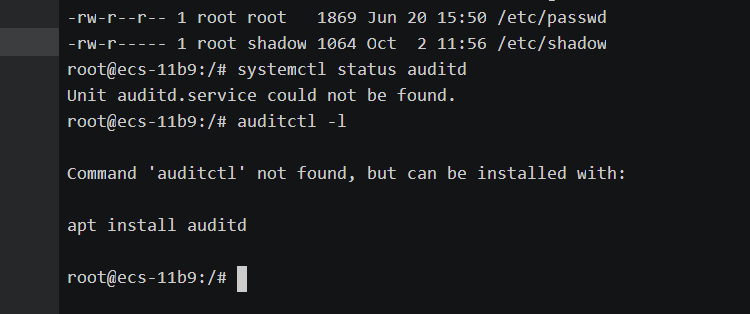 -rw-r--r-- 1 root root   1869 Jun 20 15:50 /etc/passwd
-rw-r----- 1 root shadow 1064 Oct  2 11:56 /etc/shadow
root@ecs-11b9:/# systemctl status auditd
Unit auditd.service could not be found.
root@ecs-11b9:/# auditctl -l
Command 'auditctl' not found, but can be installed with:
apt install auditd
root@ecs-11b9:/#